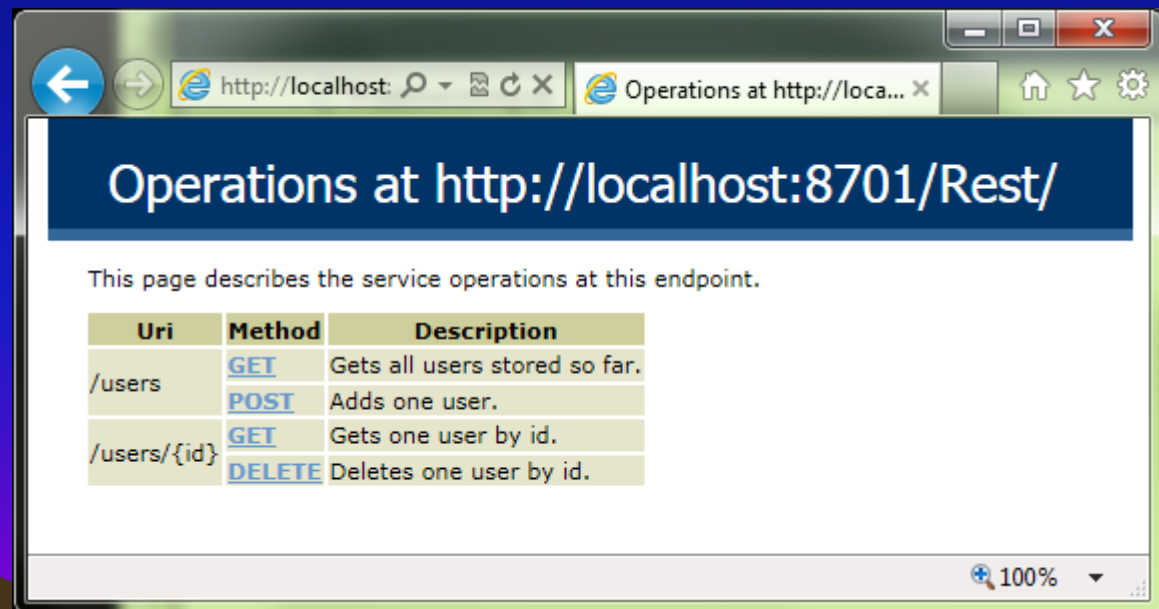 http://localhost:
Operations at http://loca...
Operations at http://localhost:8701/Rest/
This page describes the service operations at this endpoint.
Uri Method Description
/users GET Gets all users stored so far.
POST Adds one user.
/users/{id} GET Gets one user by id.
DELETE Deletes one user by id.
100%